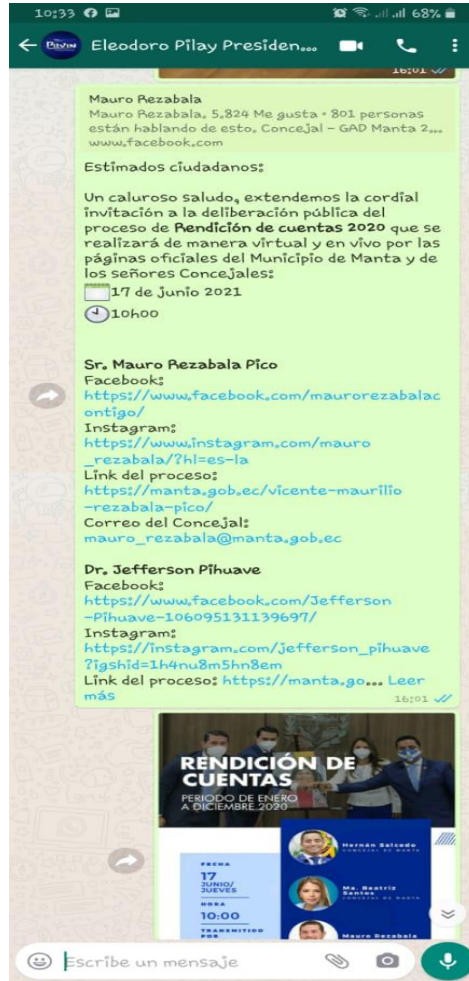 10:33
68%
Eleodoro Pilay Presiden...
16:01
Mauro Rezabala
Mauro Rezabala. 5,824 Me gusta · 801 personas
están hablando de esto. Concejal – GAD Manta 2...
www.facebook.com
Estimados ciudadanos:
Un caluroso saludo, extendemos la cordial
invitación a la deliberación pública del
proceso de Rendición de cuentas 2020 que se
realizará de manera virtual y en vivo por las
páginas oficiales del Municipio de Manta y de
los señores Concejales:
17 de junio 2021
10h00
Sr. Mauro Rezabala Pico
Facebook:
https://www.facebook.com/maurorezabalac
ontigo/
Instagram:
https://www.instagram.com/mauro
_rezabala/?hl=es-la
Link del proceso:
https://manta.gob.ec/vicente-maurilio
-rezabala-pico/
Correo del Concejal:
mauro_rezabala@manta.gob.ec
Dr. Jefferson Pihuave
Facebook:
https://www.facebook.com/Jefferson
-Pihuave-106095131139697/
Instagram:
https://instagram.com/jefferson_pihuave
?igshid=1h4nu8m5hn8em
Link del proceso: https://manta.go... Leer
más
16:01
RENDICIÓN DE
CUENTAS
PERIODO DE ENERO
A DICIEMBRE 2020
FECHA
17
JUNIO/
JUEVES
HORA
10:00
TRANSMITIDO
POR
Hernán Salcedo
CONCEJAL DE MANTA
Ma. Beatriz
Santos
CONCEJAL DE MANTA
Mauro Rezabala
Escribe un mensaje